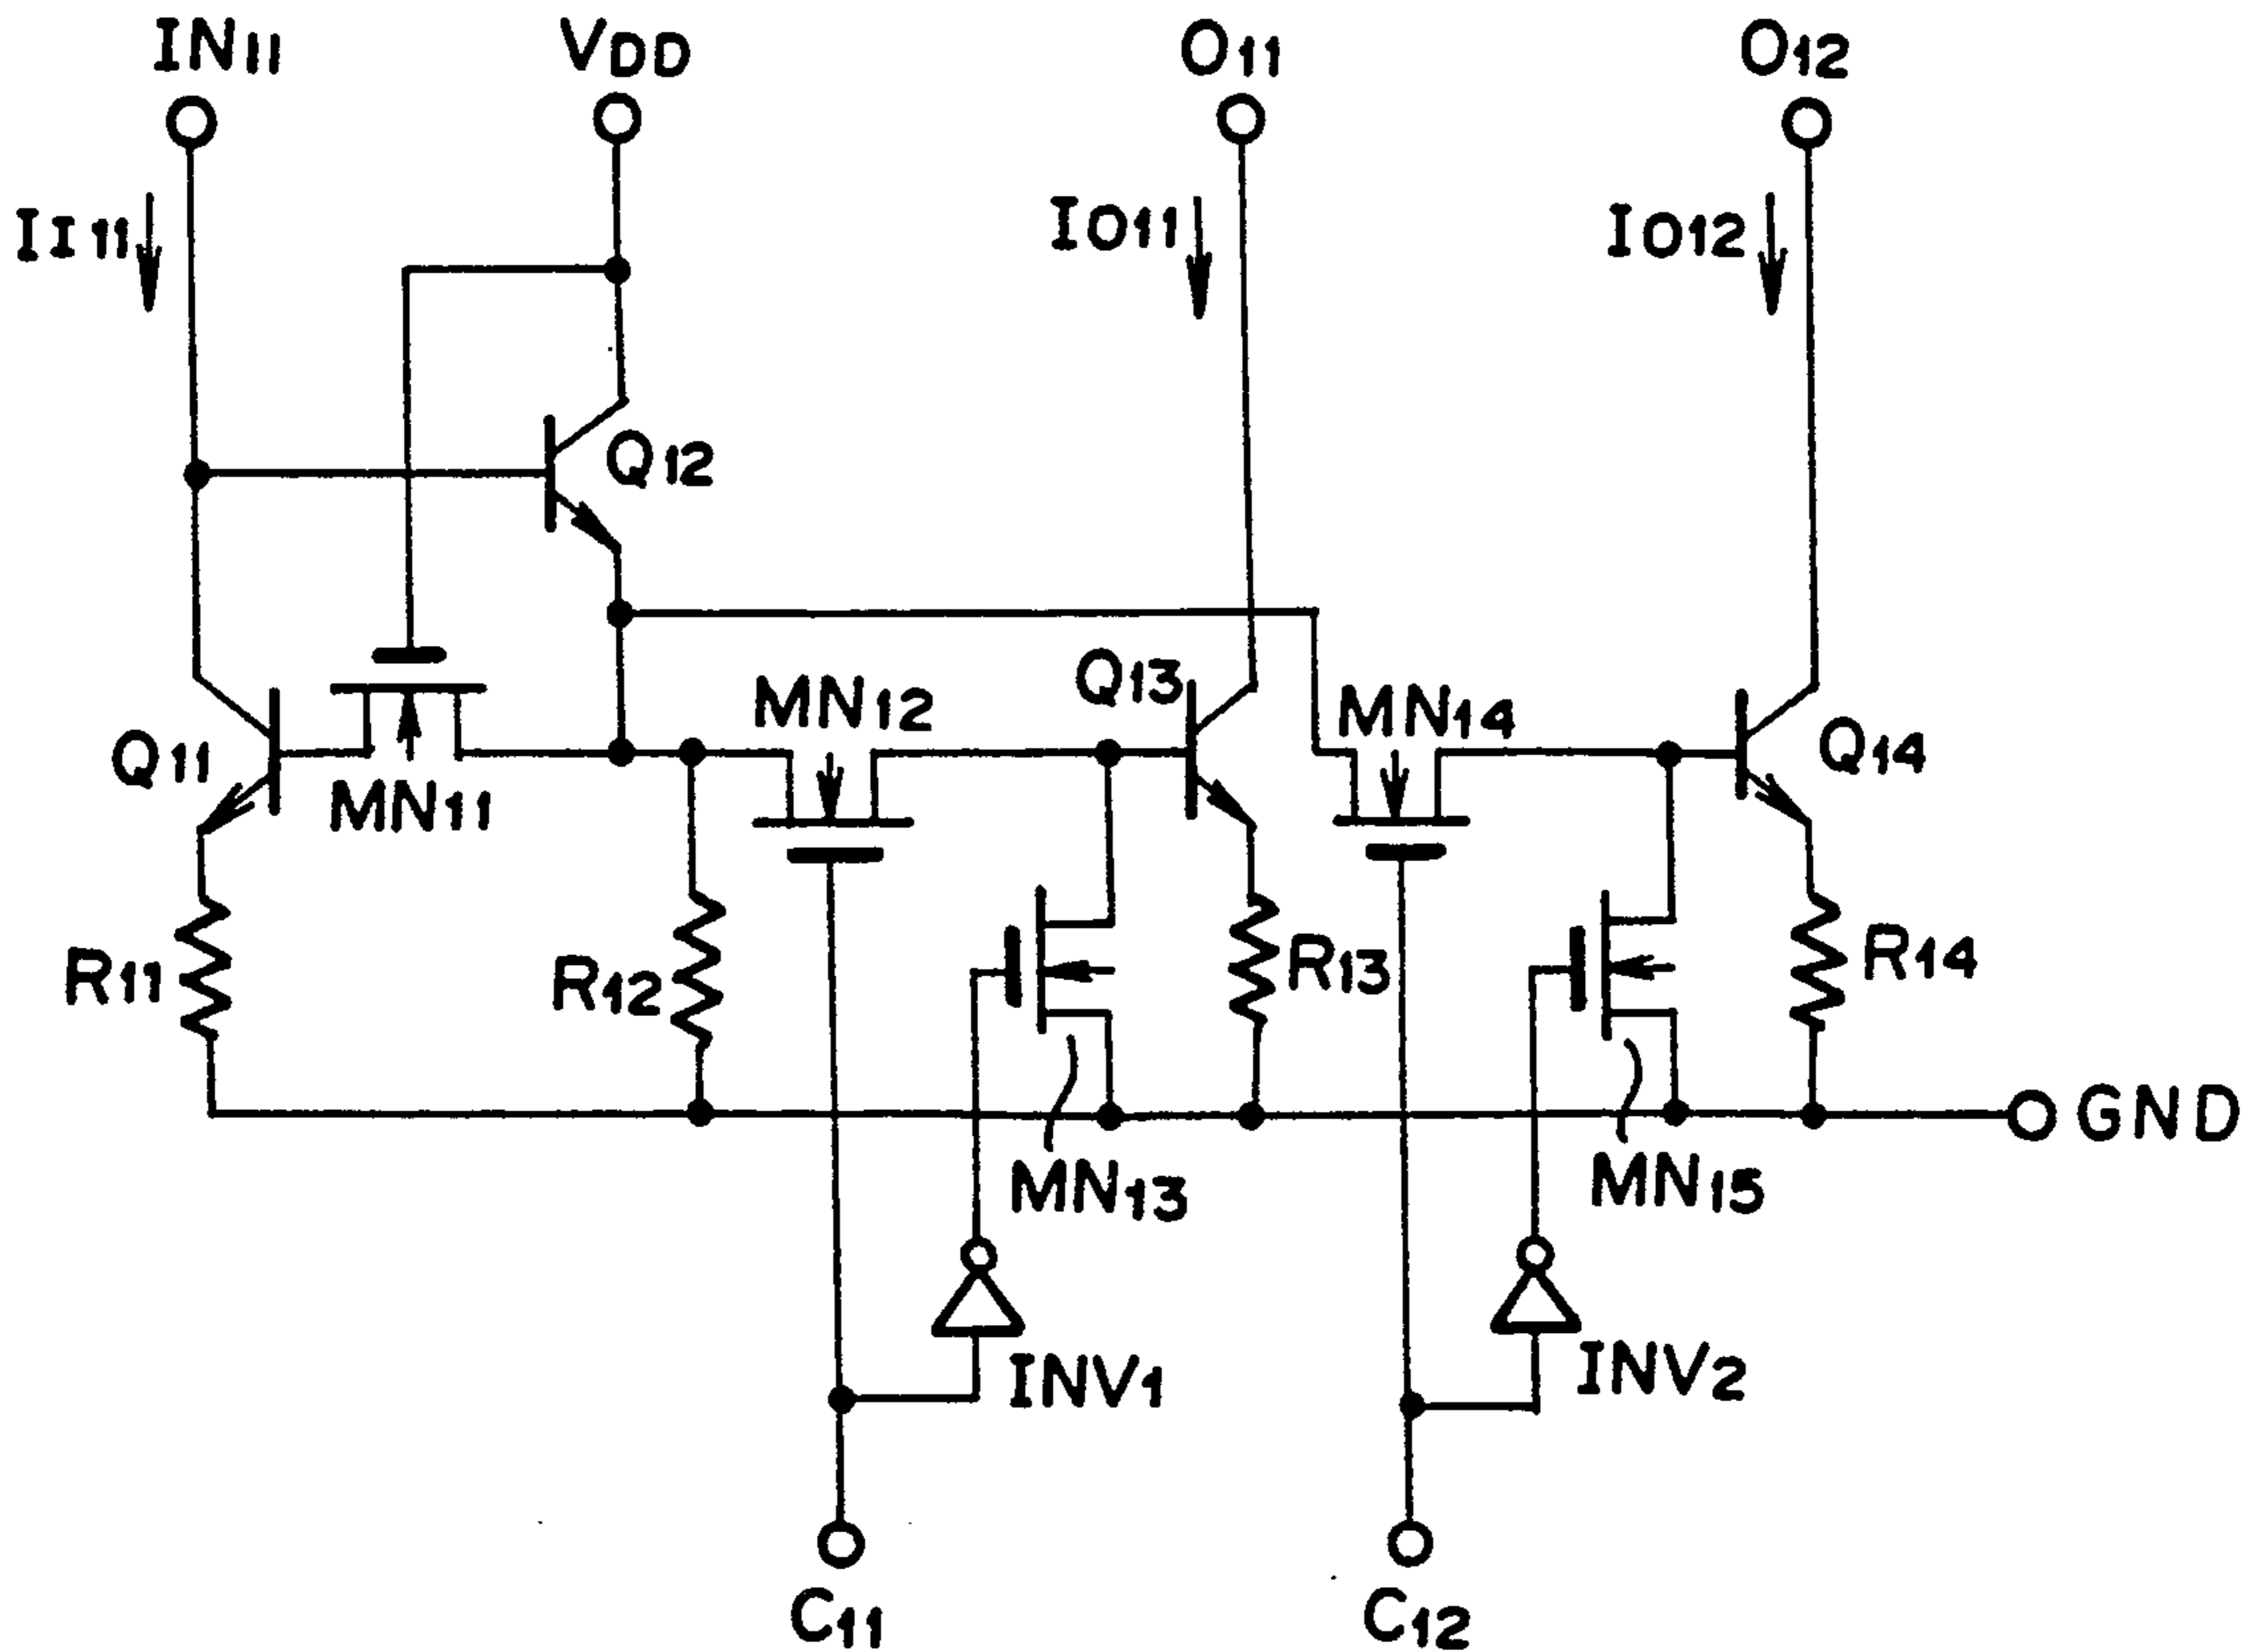 IN11
VDD
O11
O12
II11
IO11
IO12
Q12
Q13
MN12
MN14
Q11
Q14
MN11
R11
R12
R13
R14
GND
MN13
MN15
INV1
INV2
C11
C12